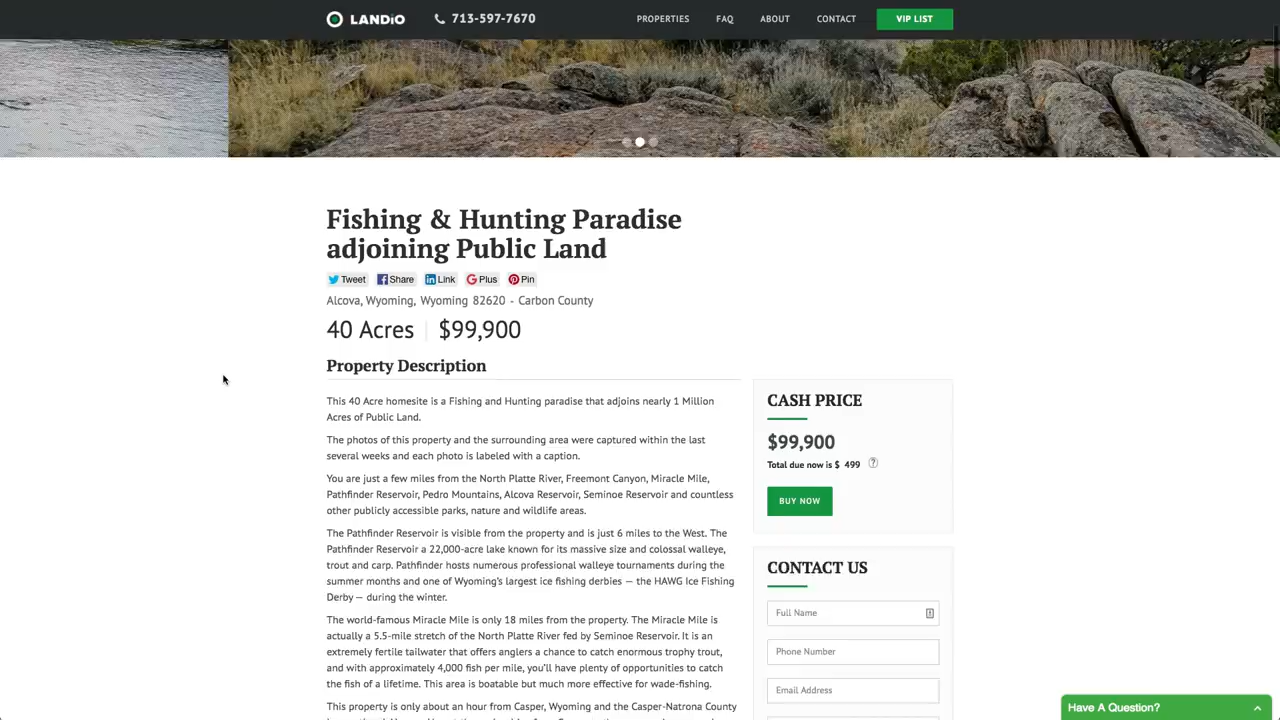 LANDiO 713-597-7670 PROPERTIES FAQ ABOUT CONTACT VIP LIST
Fishing & Hunting Paradise
adjoining Public Land
Tweet Share Link Plus Pin
Alcova, Wyoming, Wyoming 82620 - Carbon County
40 Acres | $99,900
Property Description
This 40 Acre homesite is a Fishing and Hunting paradise that adjoins nearly 1 Million
Acres of Public Land.
The photos of this property and the surrounding area were captured within the last
several weeks and each photo is labeled with a caption.
You are just a few miles from the North Platte River, Freemont Canyon, Miracle Mile,
Pathfinder Reservoir, Pedro Mountains, Alcova Reservoir, Seminoe Reservoir and countless
other publicly accessible parks, nature and wildlife areas.
The Pathfinder Reservoir is visible from the property and is just 6 miles to the West. The
Pathfinder Reservoir a 22,000-acre lake known for its massive size and colossal walleye,
trout and carp. Pathfinder hosts numerous professional walleye tournaments during the
summer months and one of Wyoming's largest ice fishing derbies — the HAWG Ice Fishing
Derby — during the winter.
The world-famous Miracle Mile is only 18 miles from the property. The Miracle Mile is
actually a 5.5-mile stretch of the North Platte River fed by Seminoe Reservoir. It is an
extremely fertile tailwater that offers anglers a chance to catch enormous trophy trout,
and with approximately 4,000 fish per mile, you'll have plenty of opportunities to catch
the fish of a lifetime. This area is boatable but much more effective for wade-fishing.
This property is only about an hour from Casper, Wyoming and the Casper-Natrona County
CASH PRICE
$99,900
Total due now is $ 499 ?
BUY NOW
CONTACT US
Full Name
Phone Number
Email Address
Have A Question?